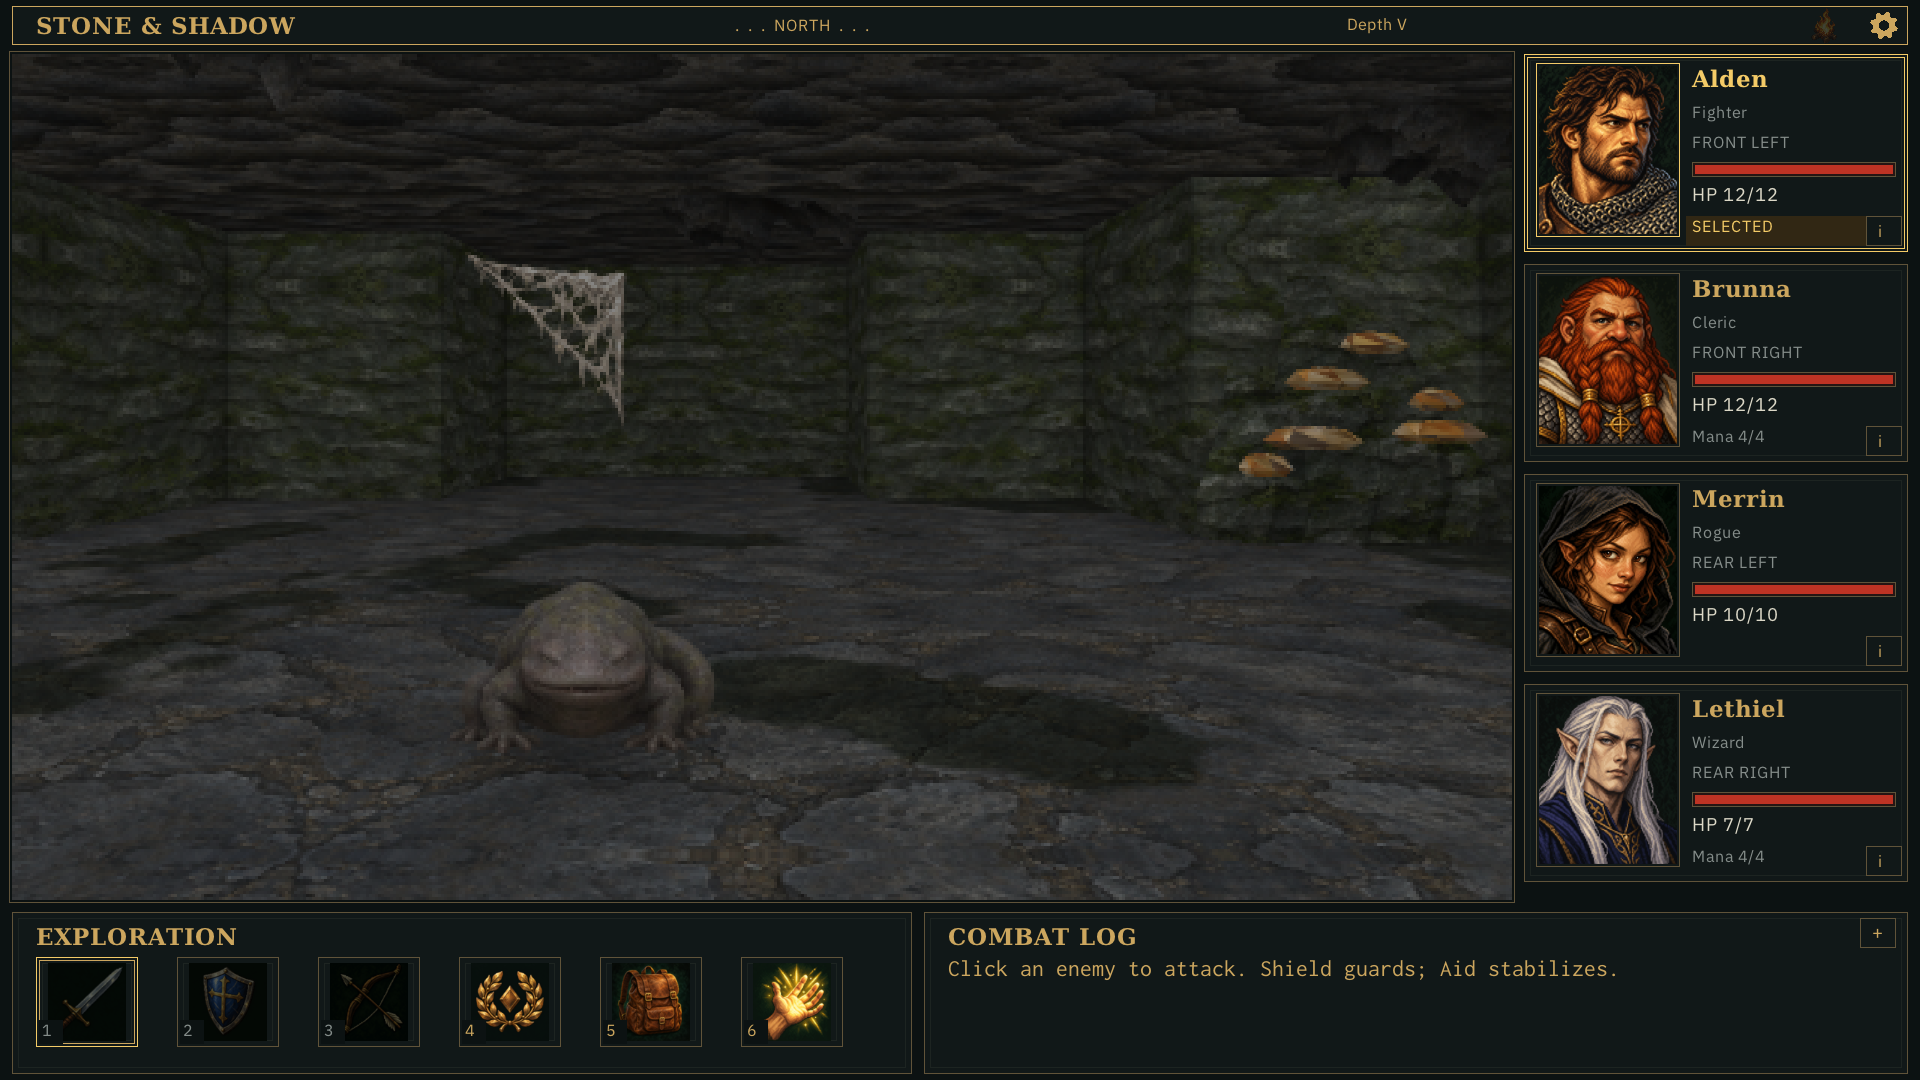 STONE & SHADOW
. . . NORTH . . .
Depth V
Alden
Fighter
FRONT LEFT
HP 12/12
SELECTED
i
Brunna
Cleric
FRONT RIGHT
HP 12/12
Mana 4/4
i
Merrin
Rogue
REAR LEFT
HP 10/10
i
Lethiel
Wizard
REAR RIGHT
HP 7/7
Mana 4/4
i
EXPLORATION
1
2
3
4
5
6
COMBAT LOG
+
Click an enemy to attack. Shield guards; Aid stabilizes.